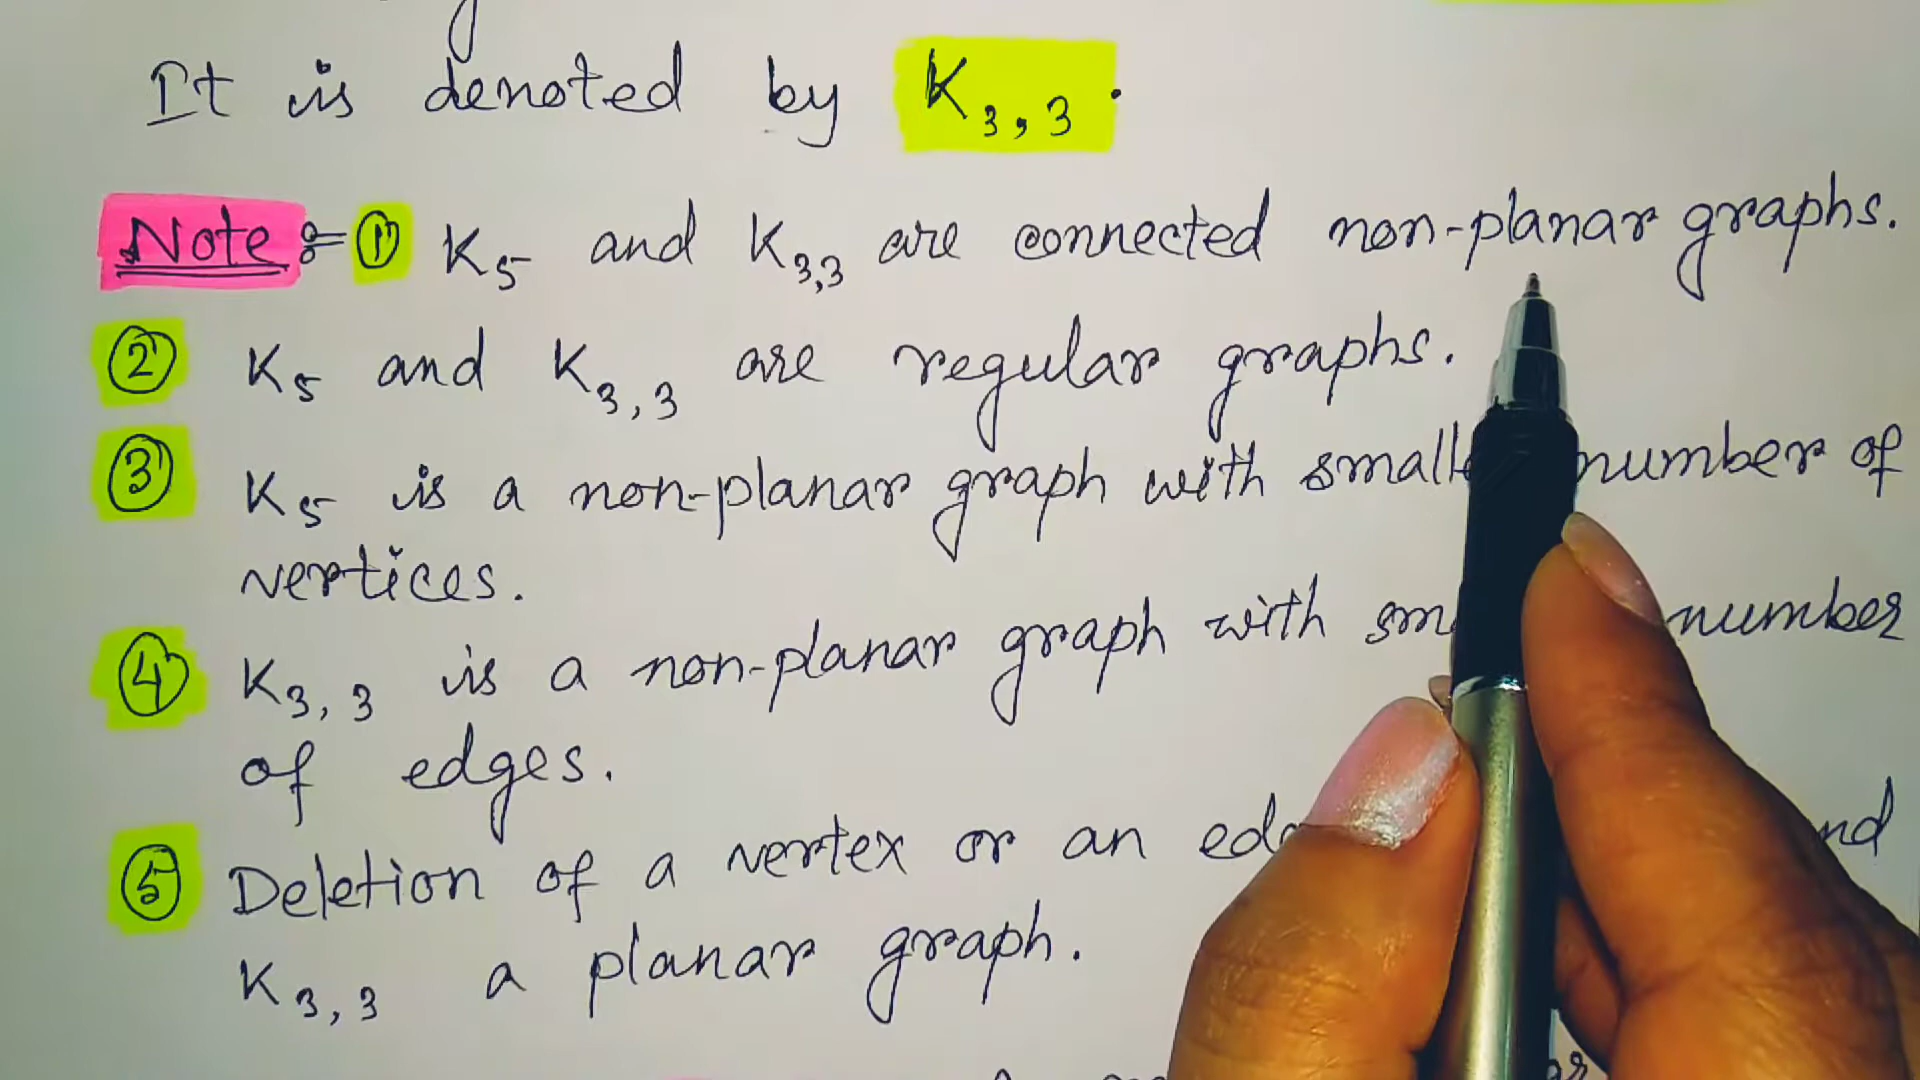 It is denoted by K3,3.
Note :- ① K5 and K3,3 are connected non-planar graphs.
② K5 and K3,3 are regular graphs.
③ K5 is a non-planar graph with number of
vertices.
④ K3,3 is a non-planar graph with number
of edges.
⑤ Deletion of a vertex or an
K3,3 a planar graph.